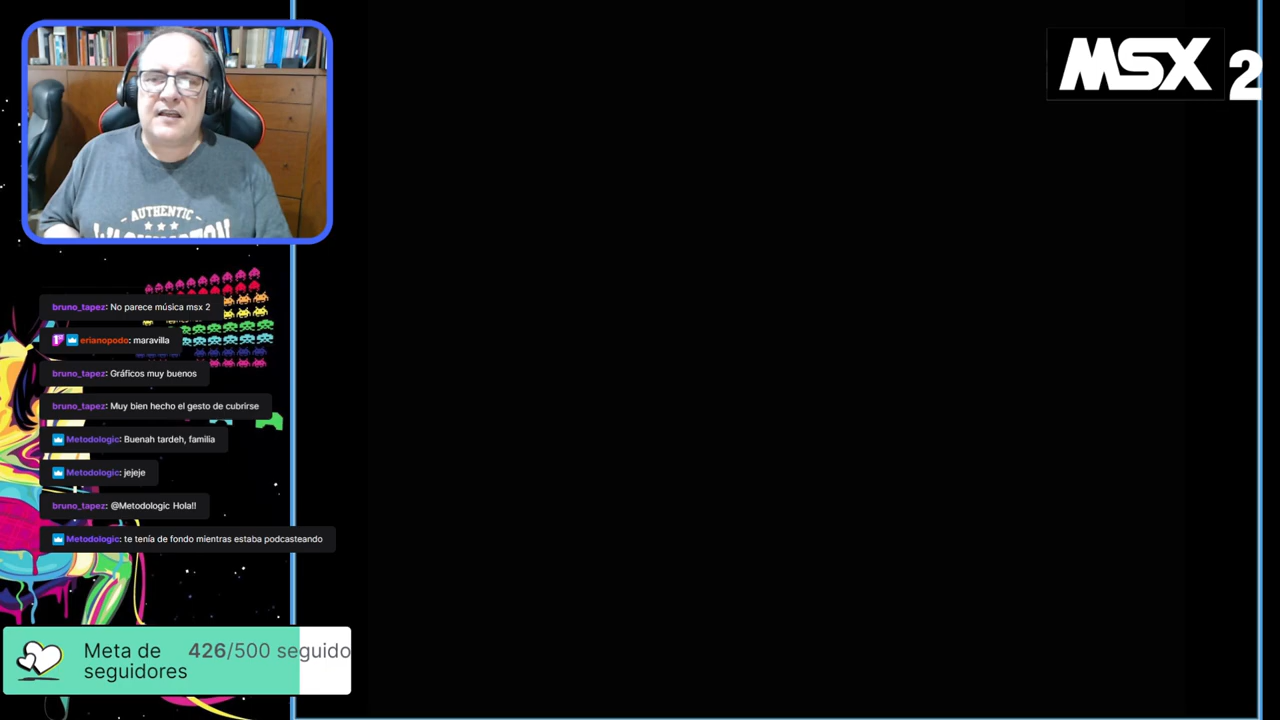 MSX 2
AUTHENTIC
bruno_tapez: No parece música msx 2
erianopodo: maravilla
bruno_tapez: Gráficos muy buenos
bruno_tapez: Muy bien hecho el gesto de cubrirse
Metodologic: Buenah tardeh, familia
Metodologic: jejeje
bruno_tapez: @Metodologic Hola!!
Metodologic: te tenía de fondo mientras estaba podcasteando
Meta de
seguidores
426/500 seguido